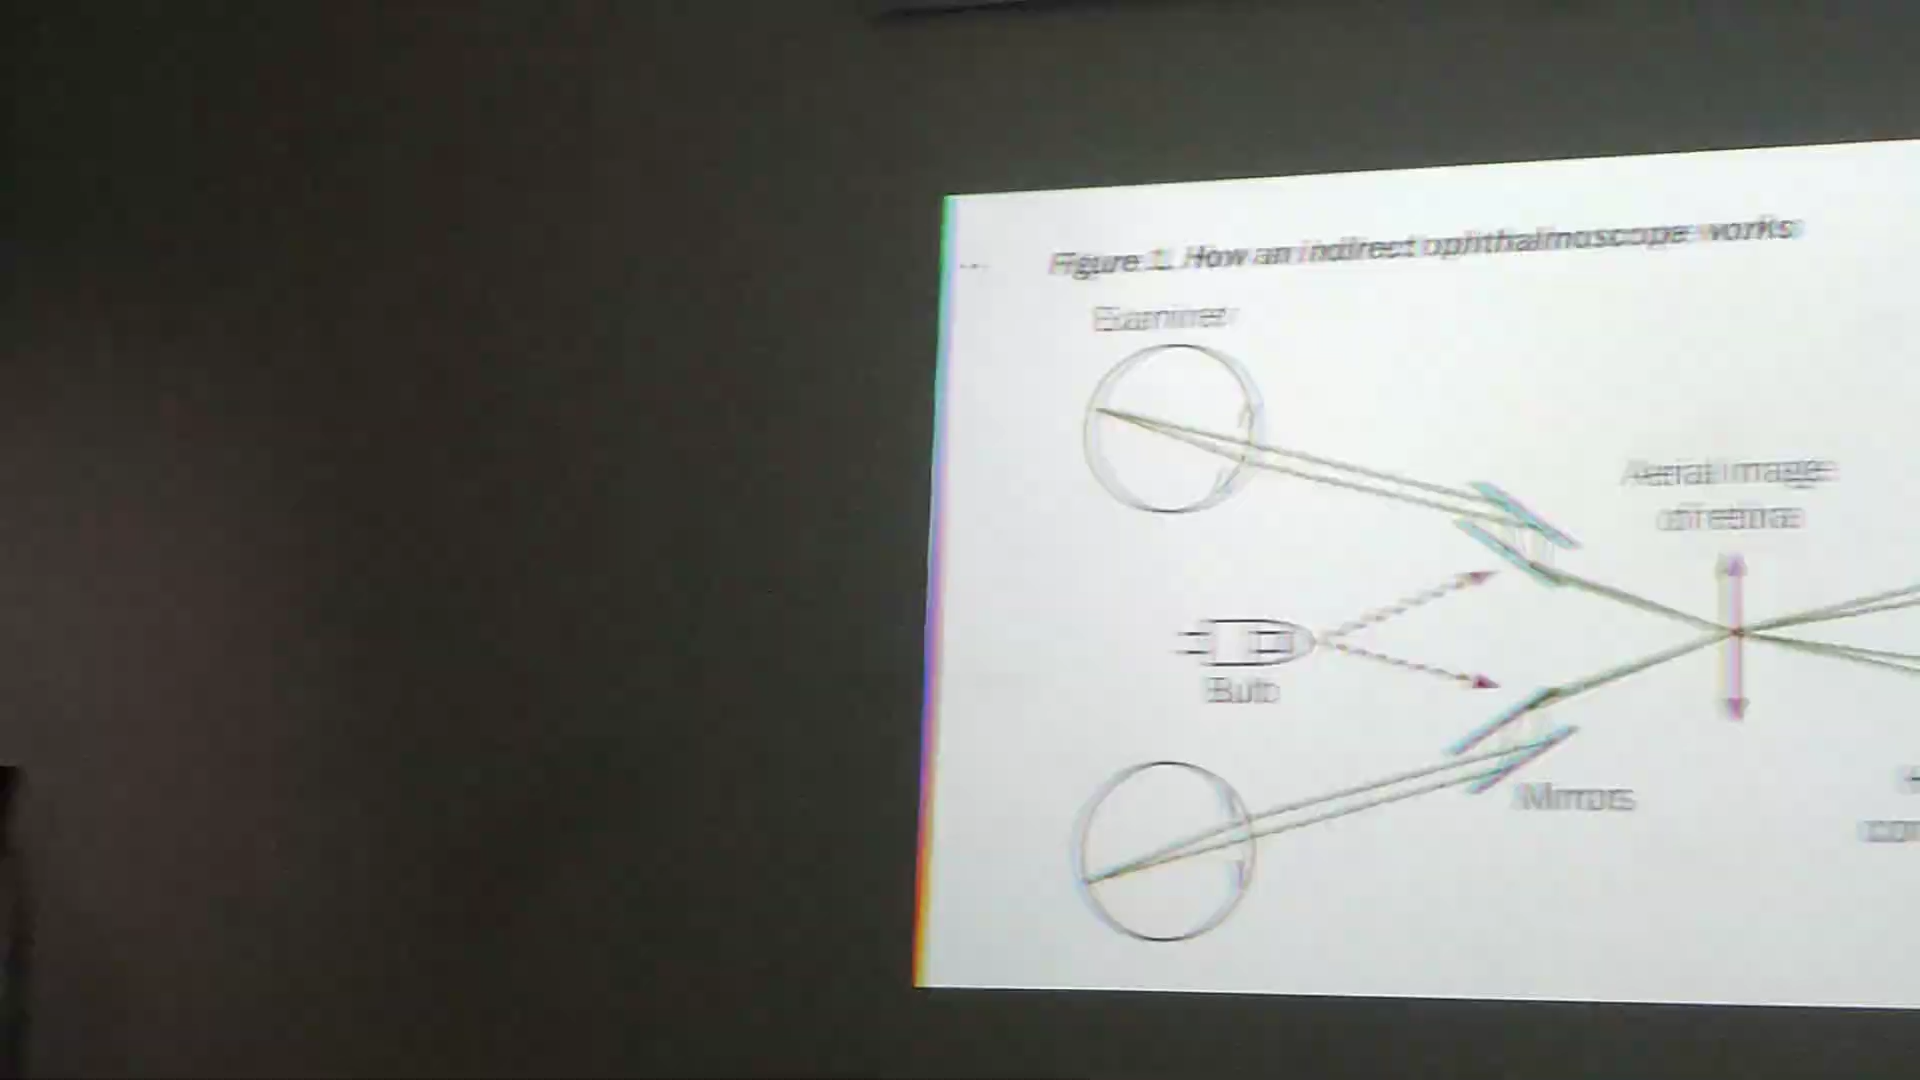 Figure 1. How an indirect ophthalmoscope works
Examiner
Aerial image
of retina
Bulb
Mirrors